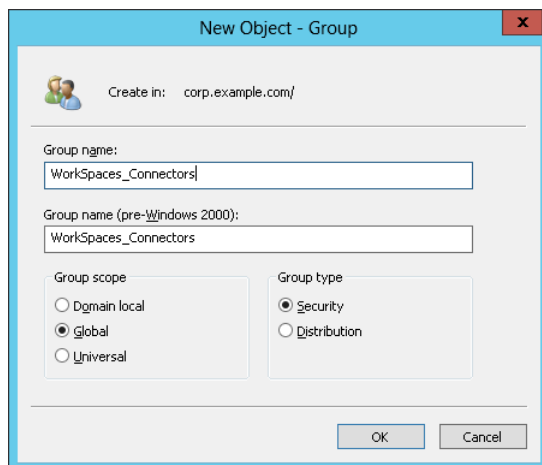 New Object - Group
x
Create in: corp.example.com/
Group name:
WorkSpaces_Connectors
Group name (pre-Windows 2000):
WorkSpaces_Connectors
Group scope
Domain local
Global
Universal
Group type
Security
Distribution
OK
Cancel